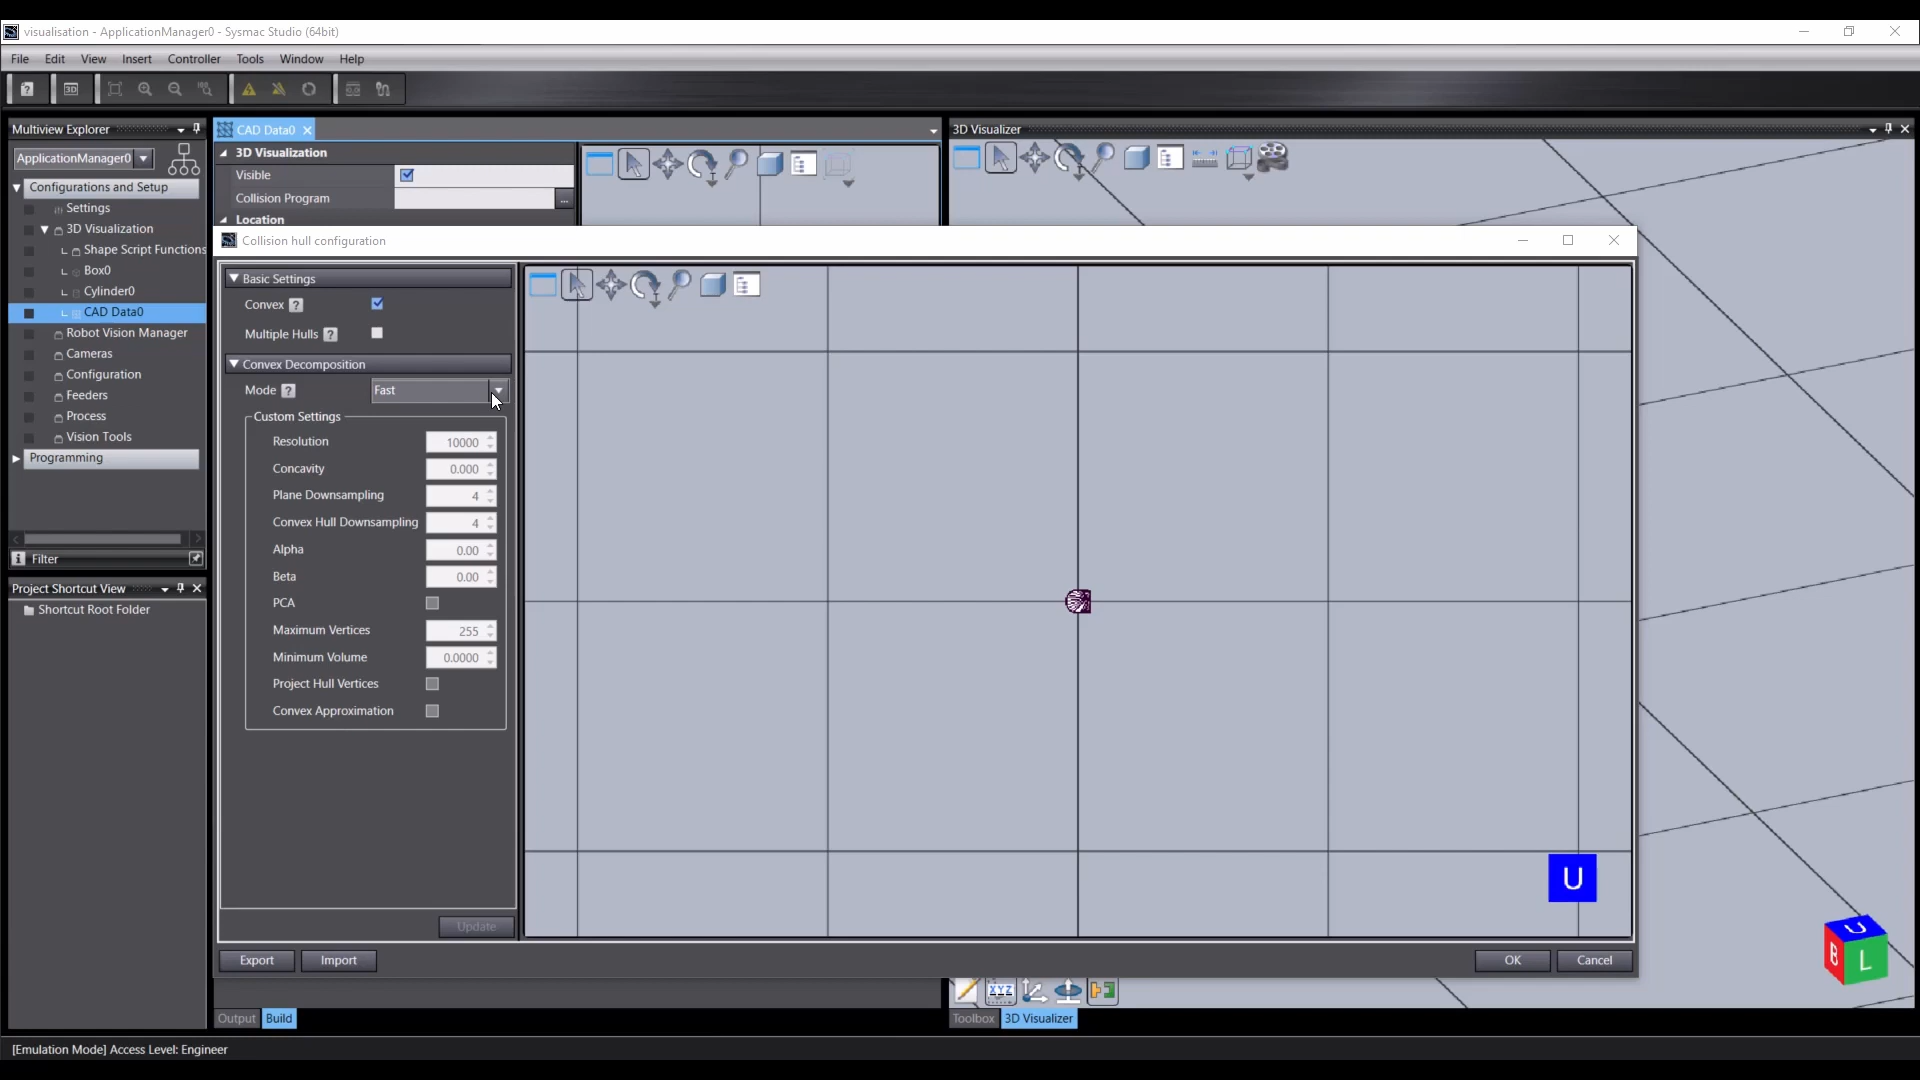 visualisation - ApplicationManager0 - Sysmac Studio (64bit)
File Edit View Insert Controller Tools Window Help
3D
Multiview Explorer
ApplicationManager0
Configurations and Setup
Settings
3D Visualization
Shape Script Functions
Box0
Cylinder0
CAD Data0
Robot Vision Manager
Cameras
Configuration
Feeders
Process
Vision Tools
Programming
Filter
Project Shortcut View
Shortcut Root Folder
CAD Data0
3D Visualization
Visible
Collision Program ...
Location
3D Visualizer
Collision hull configuration
Basic Settings
Convex ?
Multiple Hulls ?
Convex Decomposition
Mode ? Fast
Custom Settings
Resolution 10000
Concavity 0.000
Plane Downsampling 4
Convex Hull Downsampling 4
Alpha 0.00
Beta 0.00
PCA
Maximum Vertices 255
Minimum Volume 0.0000
Project Hull Vertices
Convex Approximation
Update
U
Export Import OK Cancel
U
B L
XYZ
Output Build
Toolbox 3D Visualizer
[Emulation Mode] Access Level: Engineer